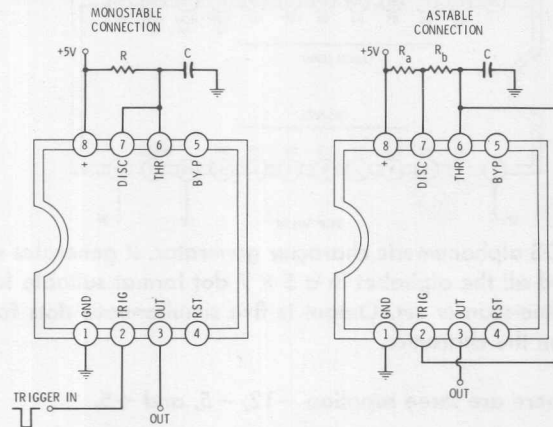 MONOSTABLE
CONNECTION
+5V
R
C
8
7
6
5
+
DISC
THR
BYP
GND
TRIG
OUT
RST
1
2
3
4
TRIGGER IN
OUT
ASTABLE
CONNECTION
+5V
Ra
Rb
C
8
7
6
5
+
DISC
THR
BYP
GND
TRIG
OUT
RST
1
2
3
4
OUT